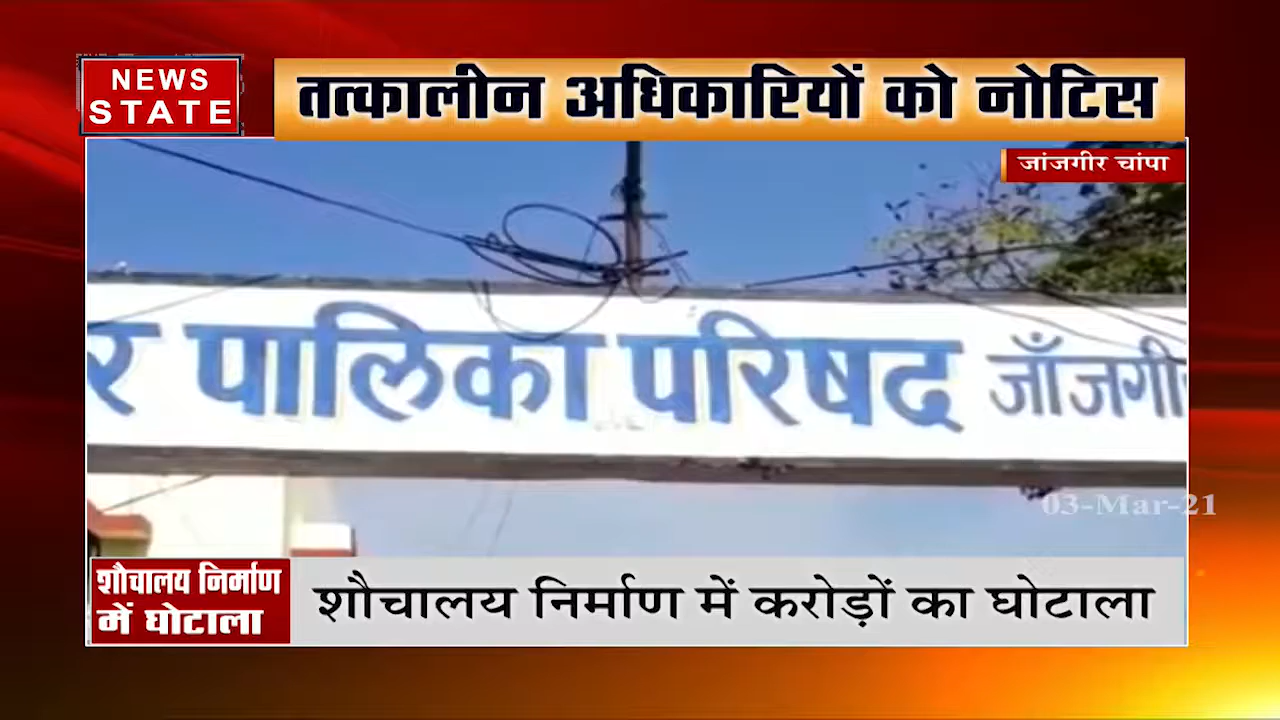 NEWS
STATE
तत्कालीन अधिकारियों को नोटिस
जांजगीर चांपा
र पालिका परिषद जाँजगीर
03-Mar-21
शौचालय निर्माण
में घोटाला
शौचालय निर्माण में करोड़ों का घोटाला